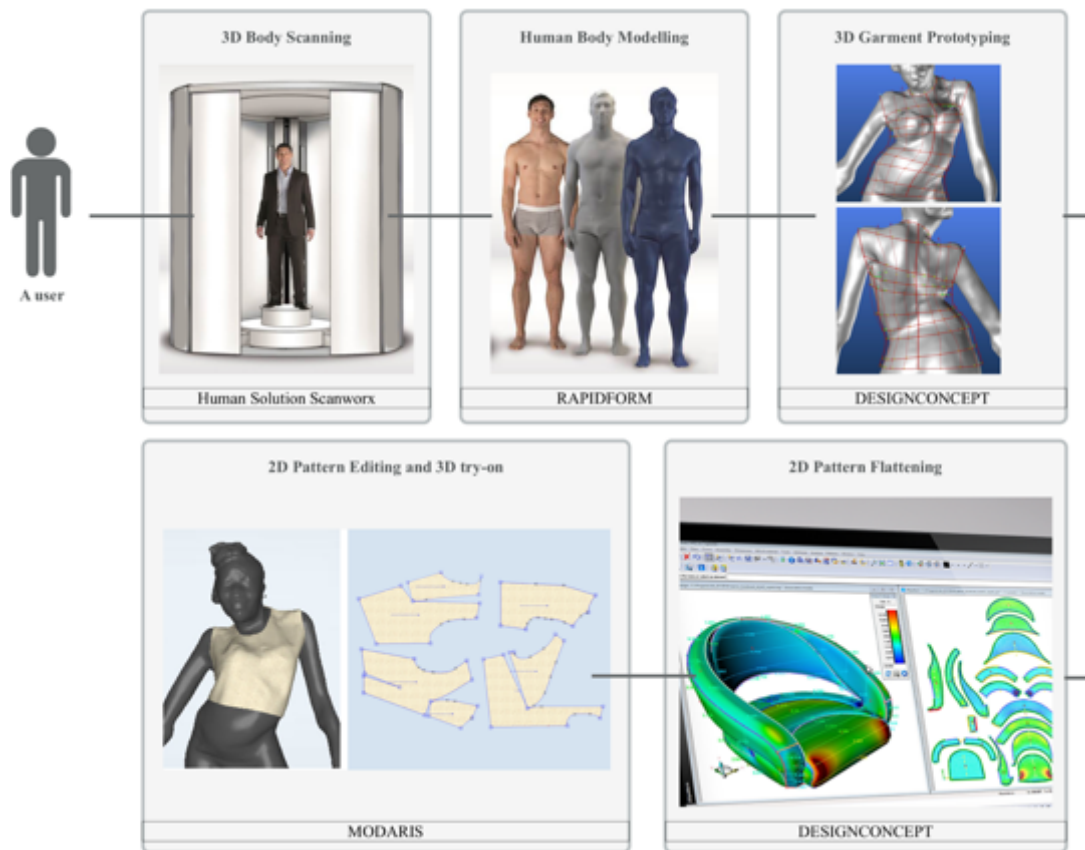 3D Body Scanning
Human Body Modelling
3D Garment Prototyping
A user
Human Solution Scanworx
RAPIDFORM
DESIGNCONCEPT
2D Pattern Editing and 3D try-on
2D Pattern Flattening
MODARIS
DESIGNCONCEPT